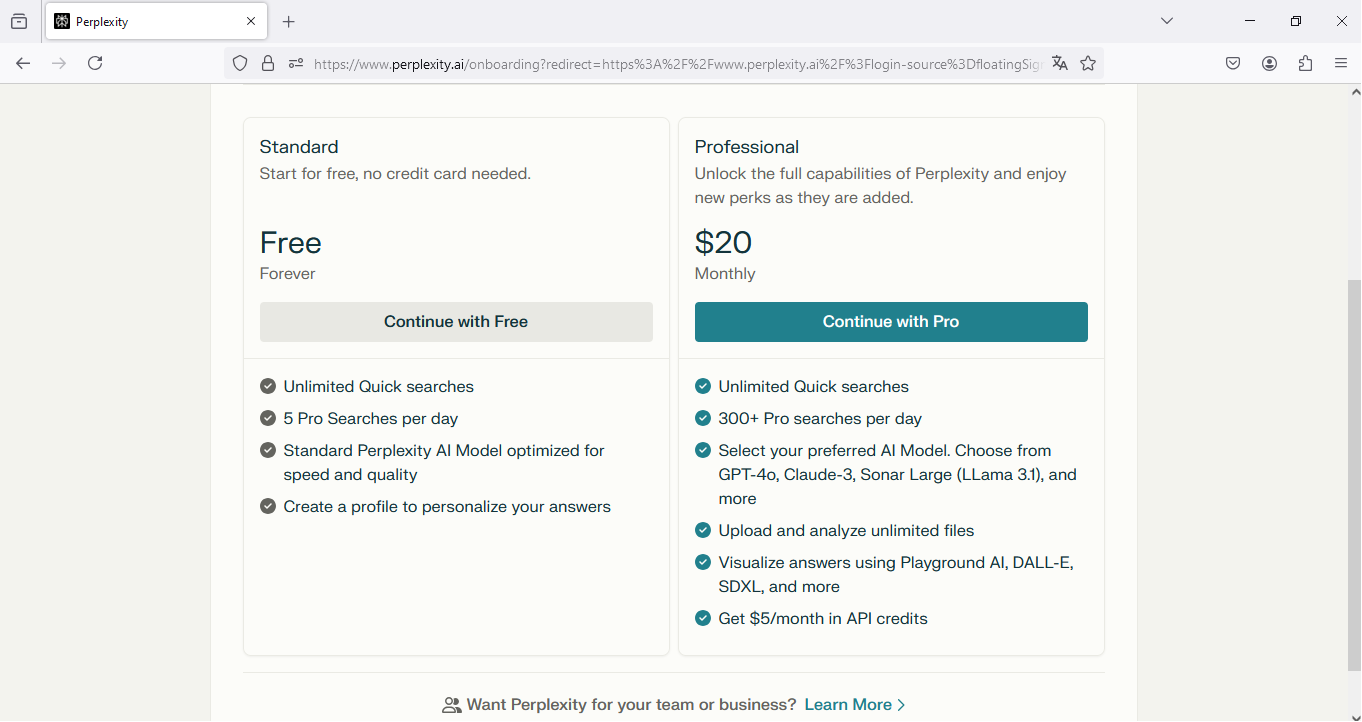 Perplexity
https://www.perplexity.ai/onboarding?redirect=https%3A%2F%2Fwww.perplexity.ai%2F%3Flogin-source%3DfloatingSig
Standard
Start for free, no credit card needed.
Free
Forever
Continue with Free
Unlimited Quick searches
5 Pro Searches per day
Standard Perplexity AI Model optimized for
speed and quality
Create a profile to personalize your answers
Professional
Unlock the full capabilities of Perplexity and enjoy
new perks as they are added.
$20
Monthly
Continue with Pro
Unlimited Quick searches
300+ Pro searches per day
Select your preferred AI Model. Choose from
GPT-4o, Claude-3, Sonar Large (LLama 3.1), and
more
Upload and analyze unlimited files
Visualize answers using Playground AI, DALL-E,
SDXL, and more
Get $5/month in API credits
Want Perplexity for your team or business? Learn More